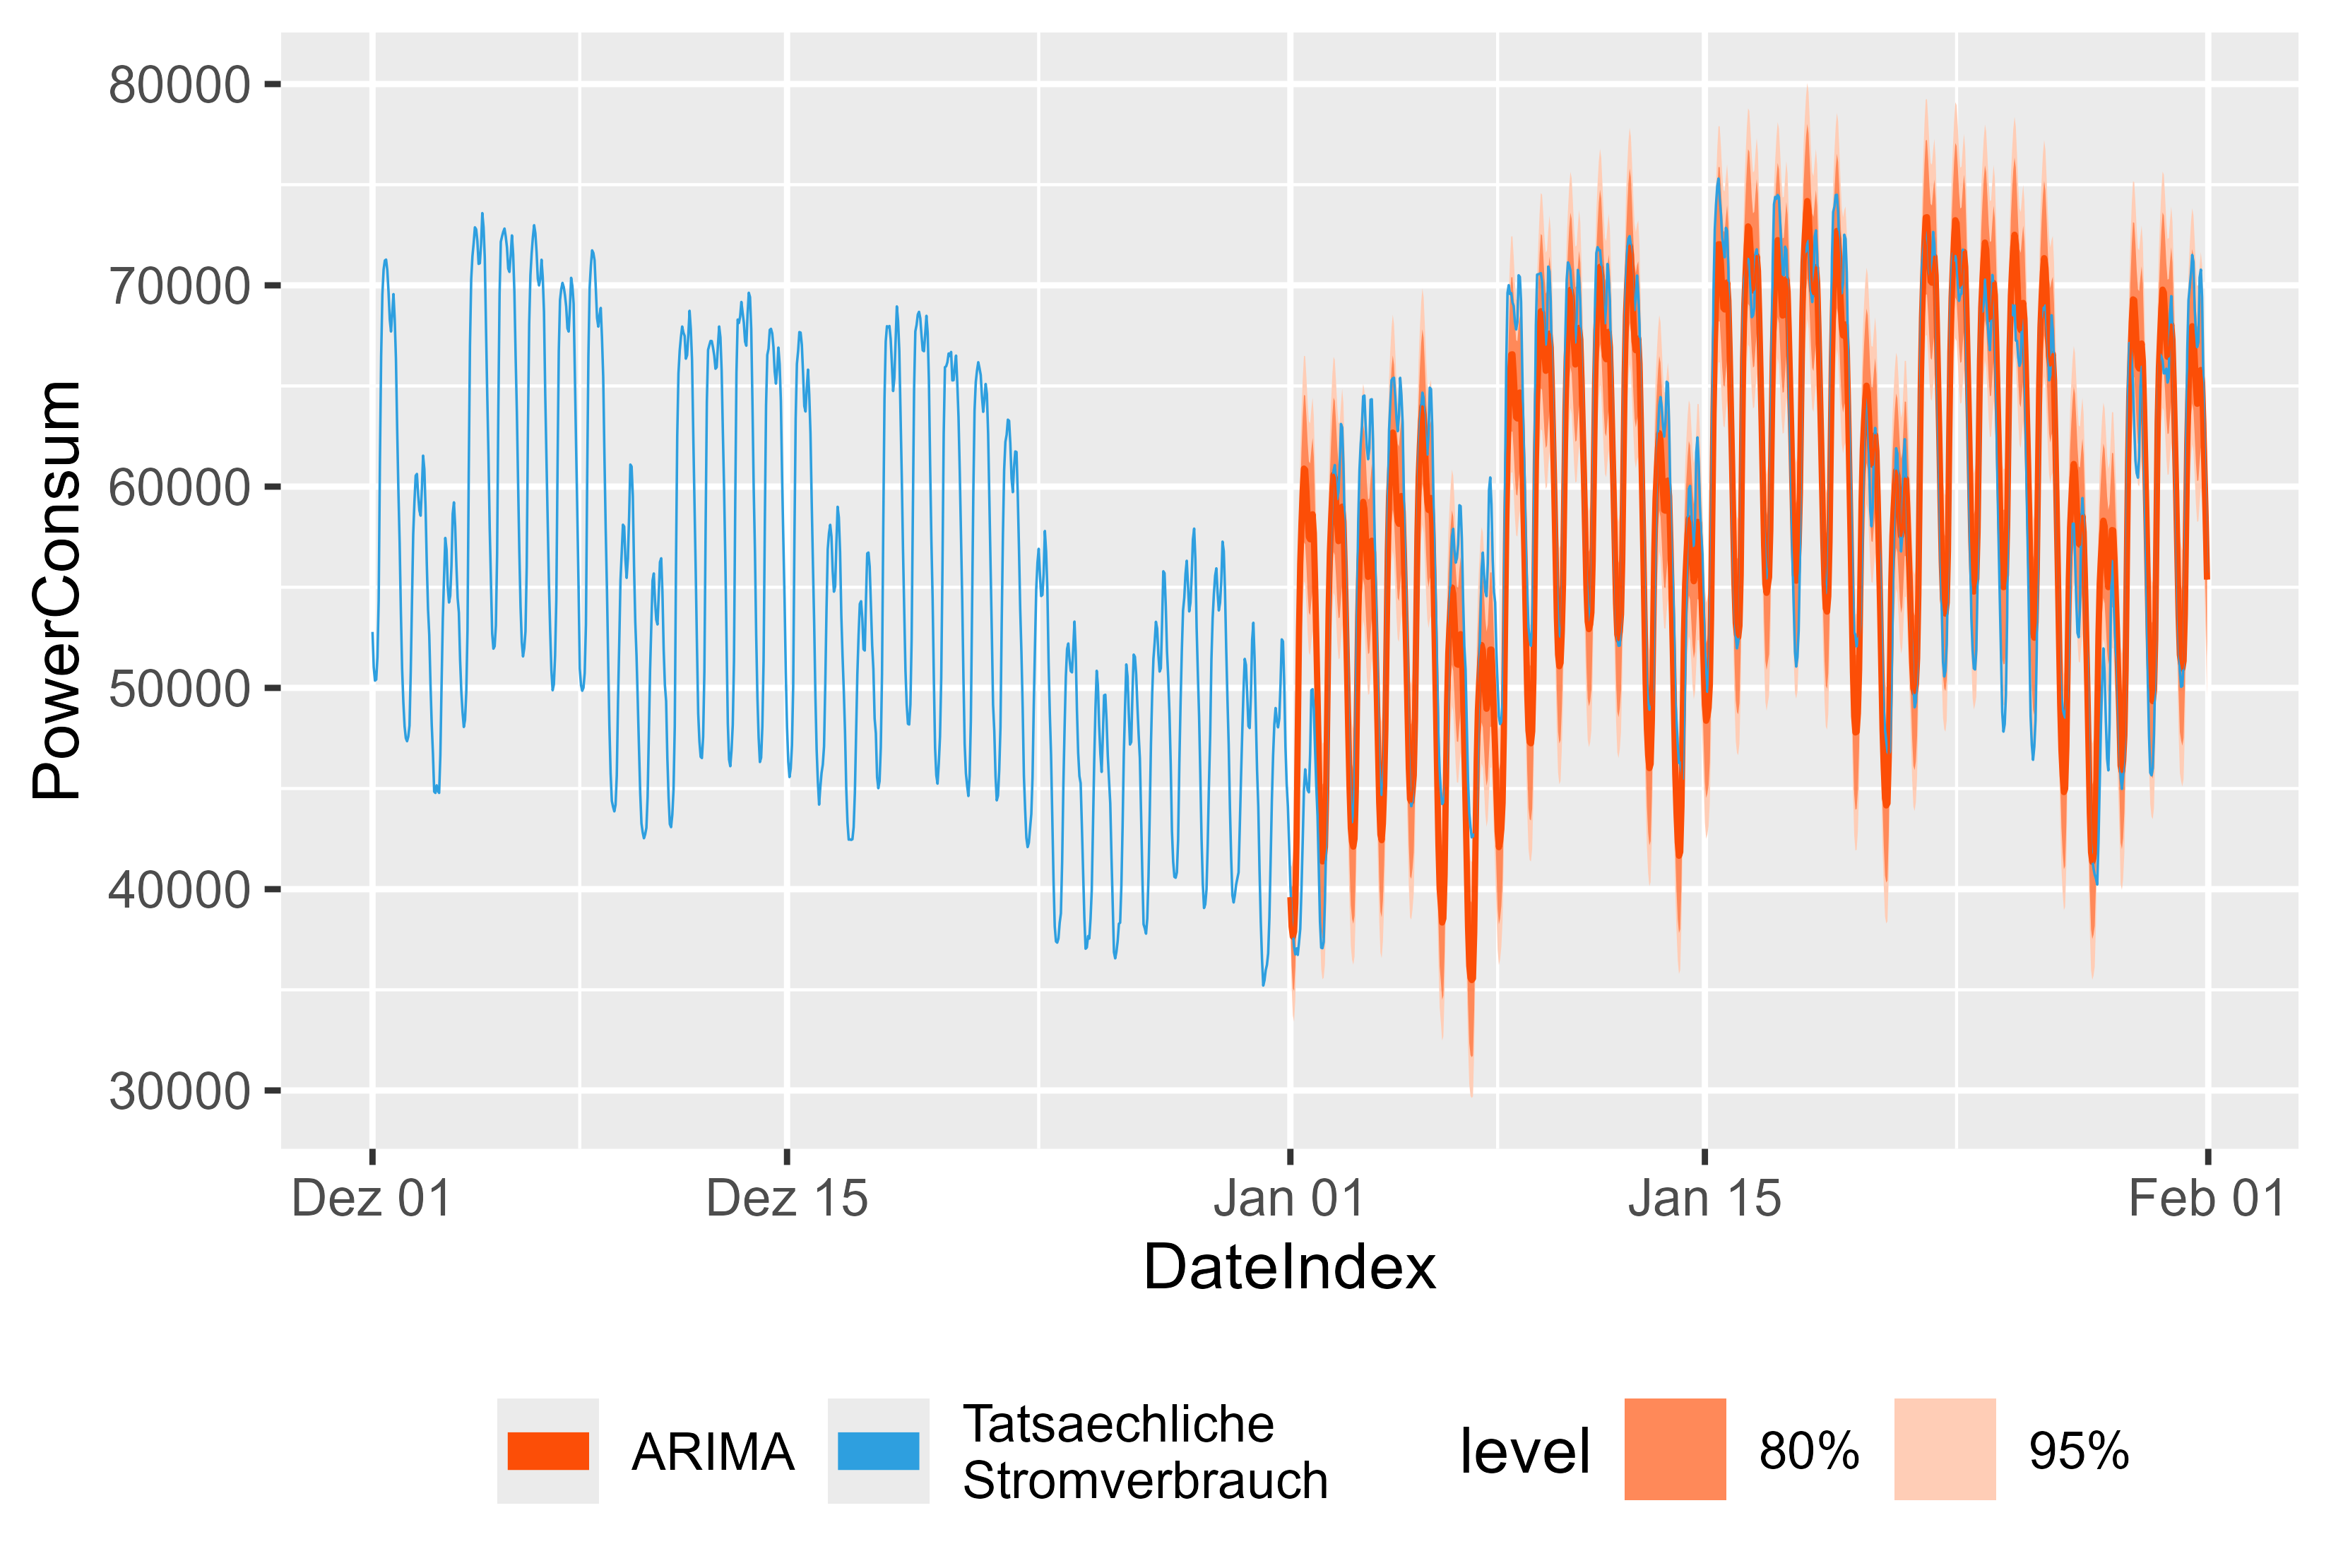 80000
70000
60000
50000
40000
30000
PowerConsum
Dez 01 Dez 15 Jan 01 Jan 15 Feb 01
DateIndex
ARIMA
Tatsaechliche
Stromverbrauch
level 80% 95%